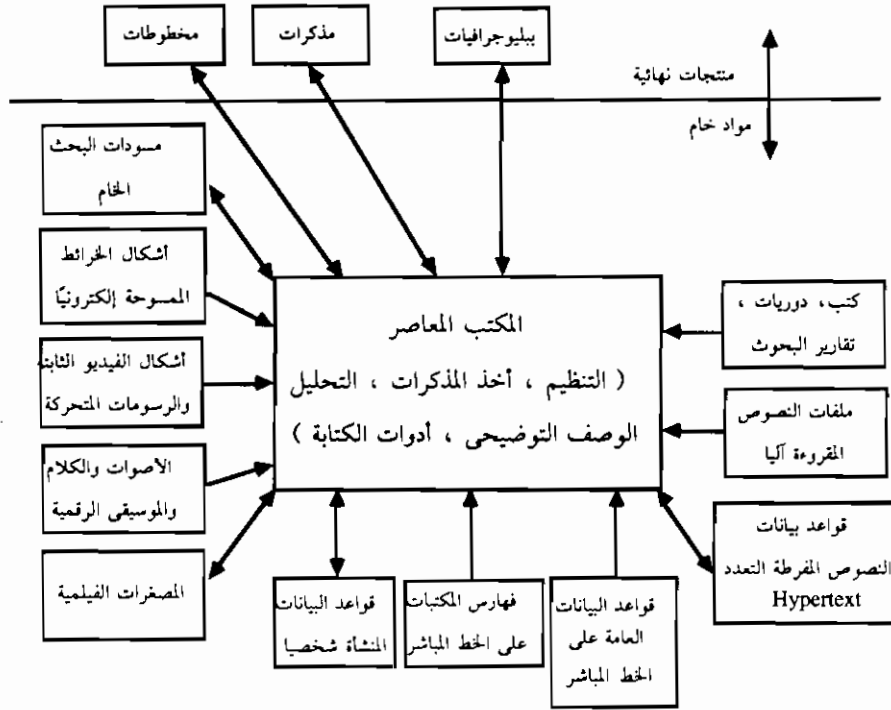 مخطوطات
مذكرات
ببليوجرافيات
منتجات نهائية
مواد خام
مسودات البحث
الخام
أشكال الخرائط
الممسوحة إلكترونيًا
أشكال الفيديو الثابتة
والرسومات المتحركة
الأصوات والكلام
والموسيقى الرقمية
المصغرات الفيلمية
المكتب المعاصر
( التنظيم ، أخذ المذكرات ، التحليل
الوصف التوضيحى ، أدوات الكتابة )
كتب، دوريات ،
تقارير البحوث
ملفات النصوص
المقروءة آليا
قواعد بيانات
النصوص المفرطة التعدد
Hypertext
قواعد البيانات
العامة على
الخط المباشر
فهارس المكتبات
على الخط المباشر
قواعد البيانات
المنشأة شخصيا